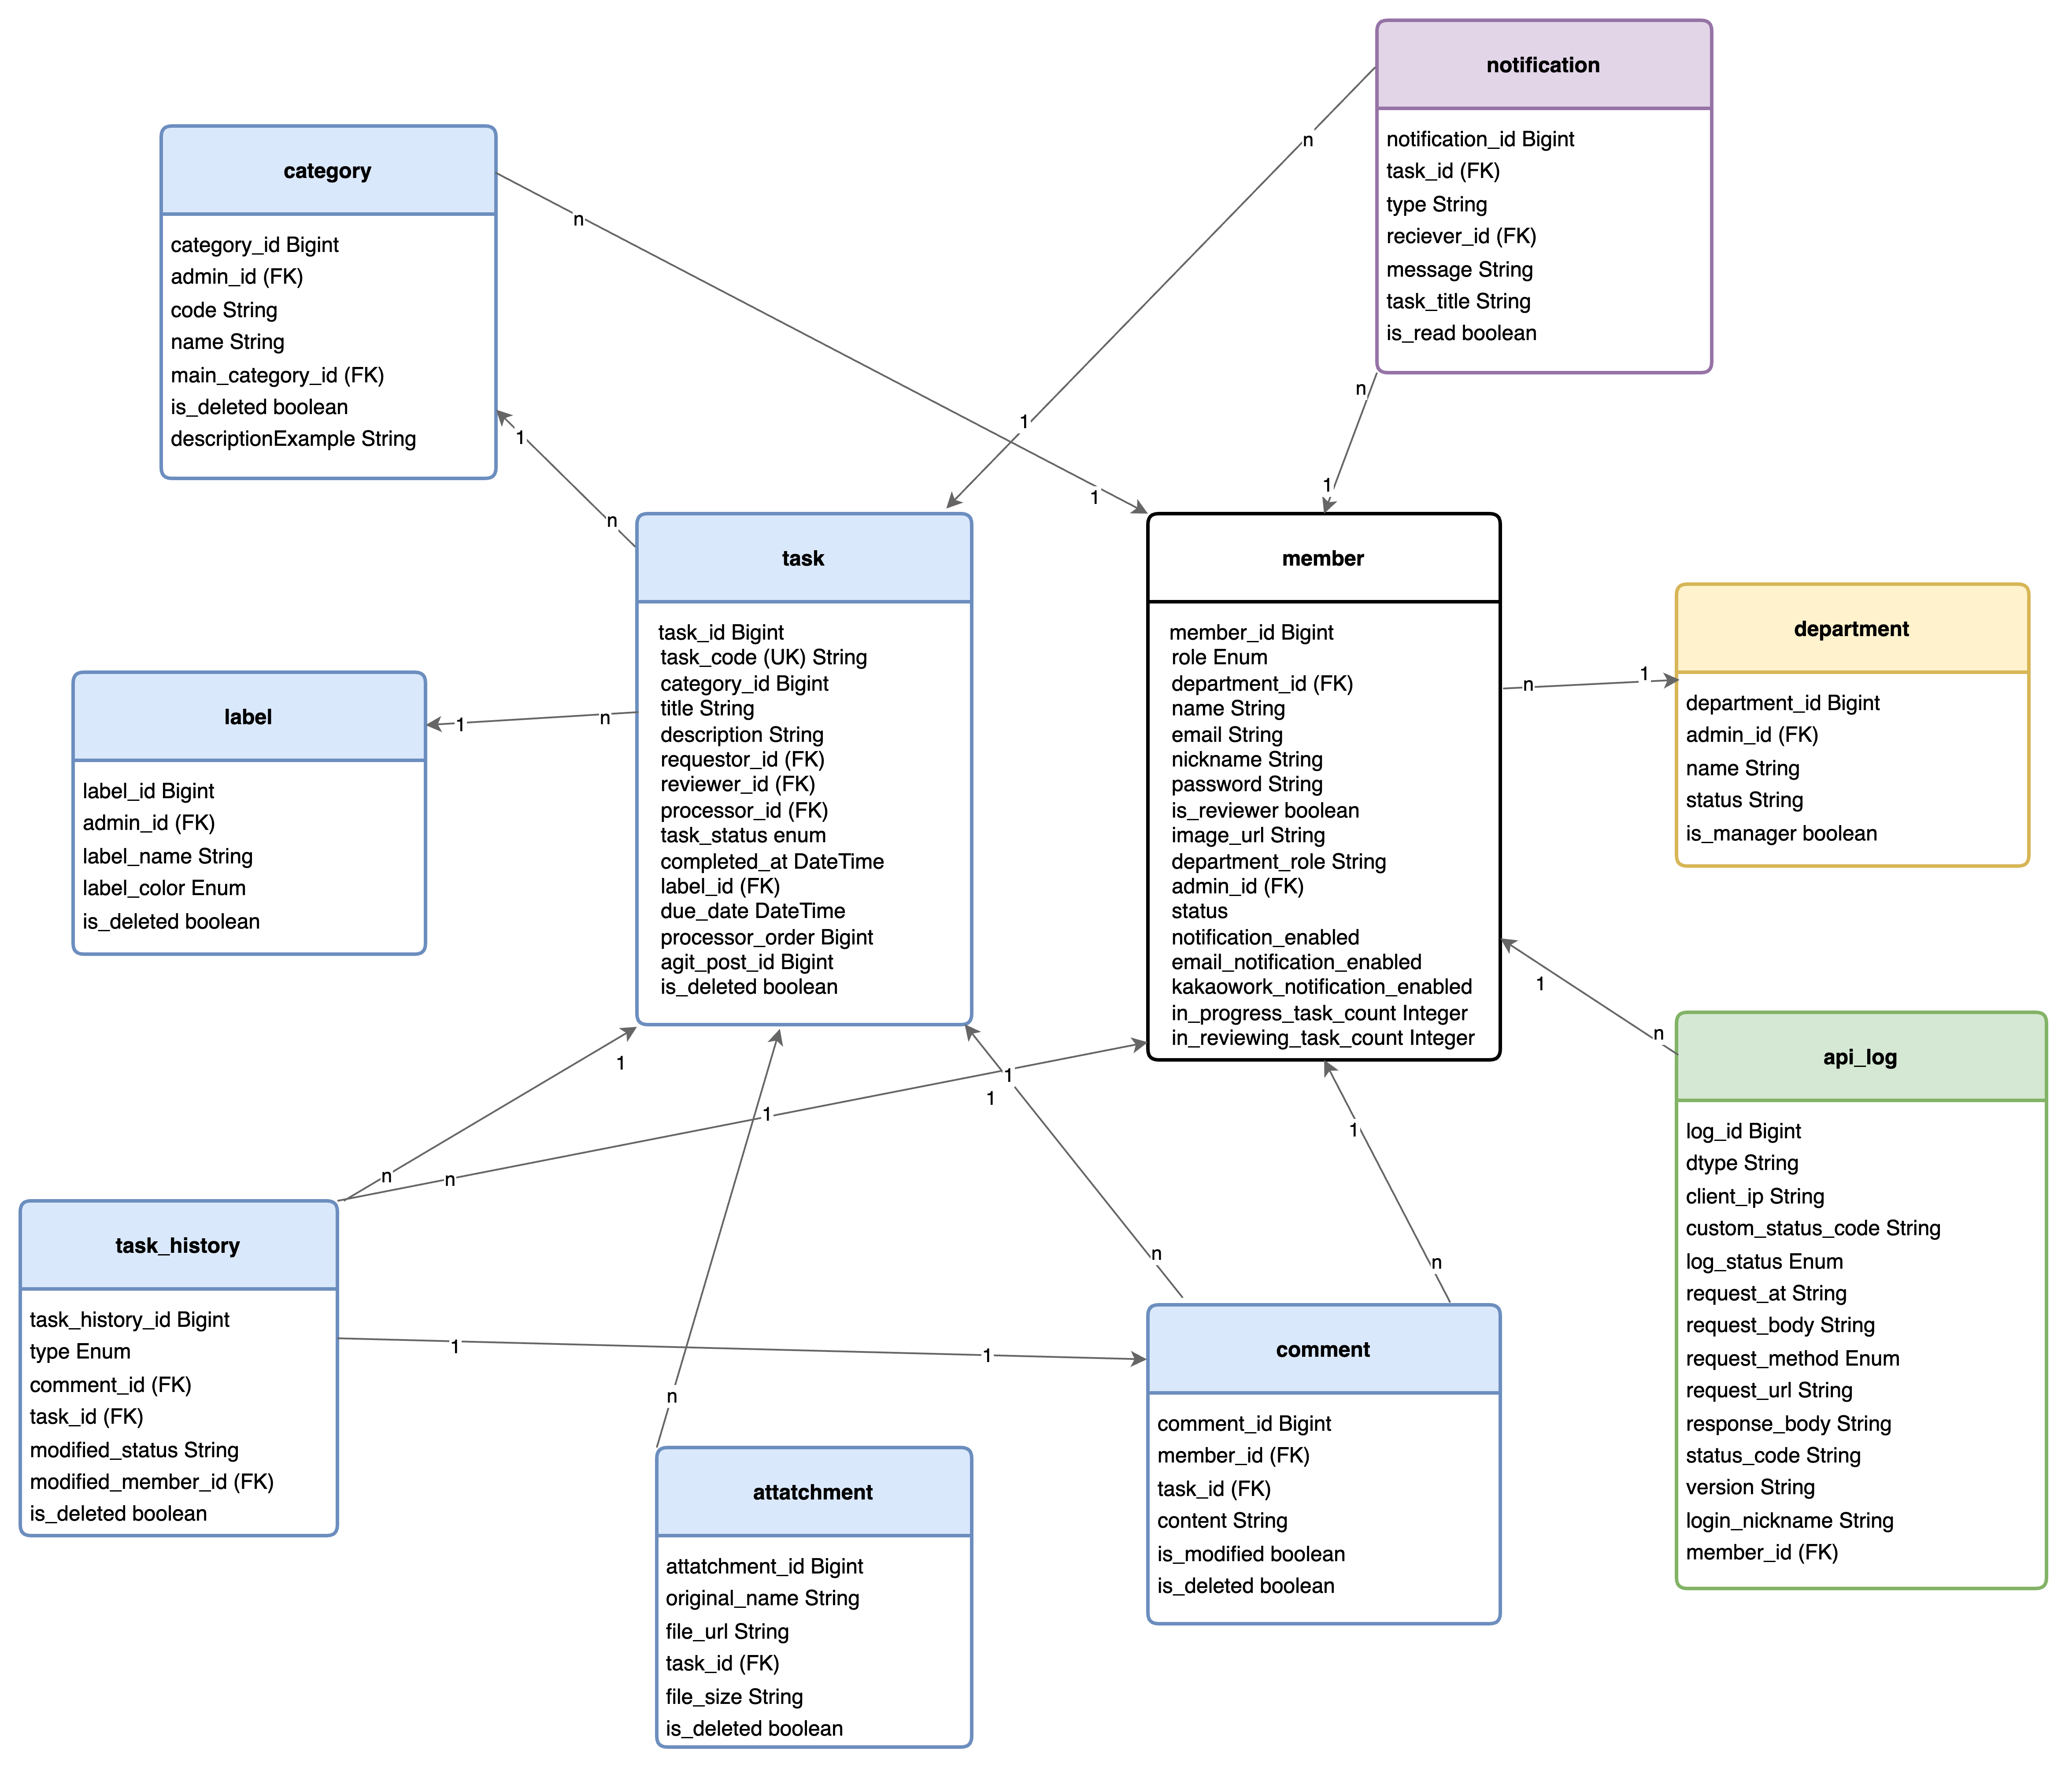 notification
notification_id Bigint
task_id (FK)
type String
reciever_id (FK)
message String
task_title String
is_read boolean
category
category_id Bigint
admin_id (FK)
code String
name String
main_category_id (FK)
is_deleted boolean
descriptionExample String
n
n
1
n
1
1
1
n
task
task_id Bigint
task_code (UK) String
category_id Bigint
title String
description String
requestor_id (FK)
reviewer_id (FK)
processor_id (FK)
task_status enum
completed_at DateTime
label_id (FK)
due_date DateTime
processor_order Bigint
agit_post_id Bigint
is_deleted boolean
member
member_id Bigint
role Enum
department_id (FK)
name String
email String
nickname String
password String
is_reviewer boolean
image_url String
department_role String
admin_id (FK)
status
notification_enabled
email_notification_enabled
kakaowork_notification_enabled
in_progress_task_count Integer
in_reviewing_task_count Integer
n
1
department
department_id Bigint
admin_id (FK)
name String
status String
is_manager boolean
label
label_id Bigint
admin_id (FK)
label_name String
label_color Enum
is_deleted boolean
1
n
1
n
api_log
log_id Bigint
dtype String
client_ip String
custom_status_code String
log_status Enum
request_at String
request_body String
request_method Enum
request_url String
response_body String
status_code String
version String
login_nickname String
member_id (FK)
1
1
1
1
1
n
n
n
n
task_history
task_history_id Bigint
type Enum
comment_id (FK)
task_id (FK)
modified_status String
modified_member_id (FK)
is_deleted boolean
1
1
n
comment
comment_id Bigint
member_id (FK)
task_id (FK)
content String
is_modified boolean
is_deleted boolean
attatchment
attatchment_id Bigint
original_name String
file_url String
task_id (FK)
file_size String
is_deleted boolean